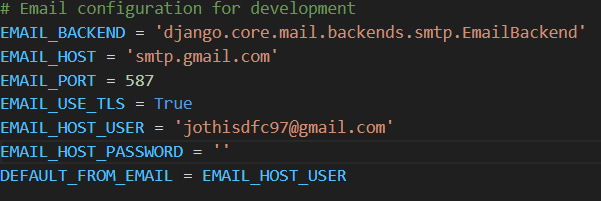 # Email configuration for development
EMAIL_BACKEND = 'django.core.mail.backends.smtp.EmailBackend'
EMAIL_HOST = 'smtp.gmail.com'
EMAIL_PORT = 587
EMAIL_USE_TLS = True
EMAIL_HOST_USER = 'jothisdfc97@gmail.com'
EMAIL_HOST_PASSWORD = ''
DEFAULT_FROM_EMAIL = EMAIL_HOST_USER